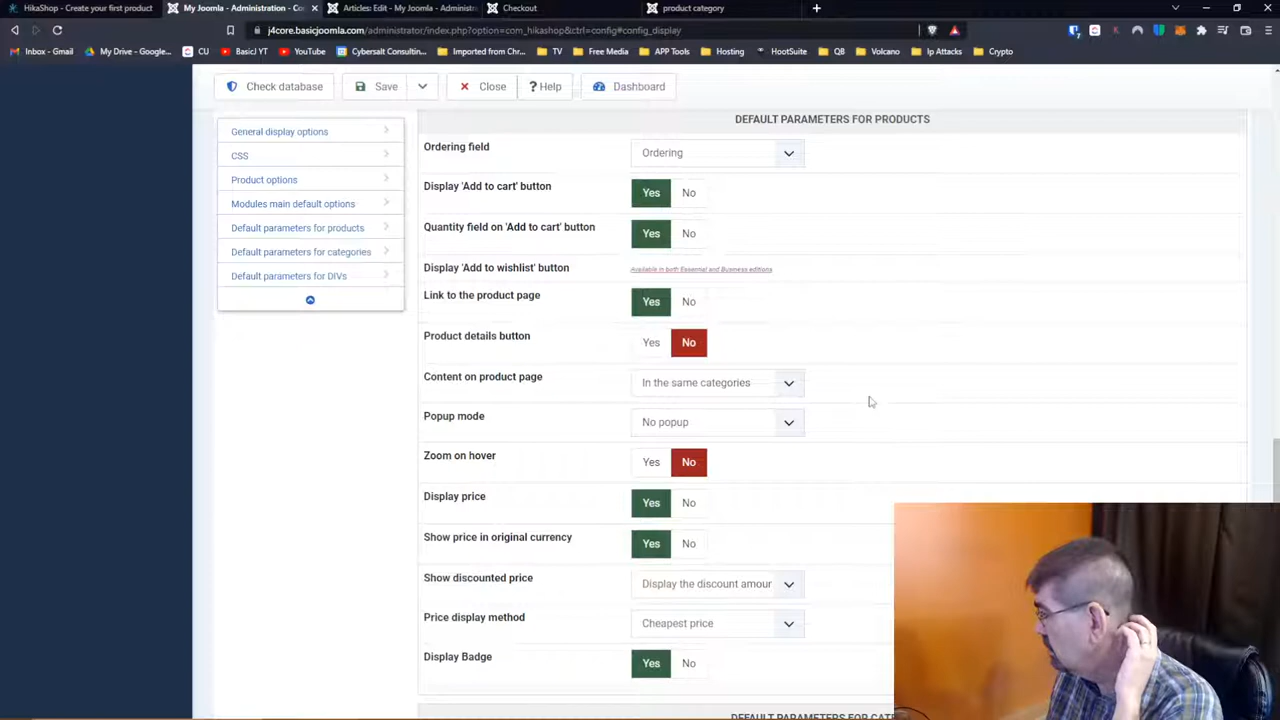 HikaShop - Create your first product
My Joomla - Administration - Co
Articles: Edit - My Joomla - Administr
Checkout
product category
j4core.basicjoomla.com/administrator/index.php?option=com_hikashop&ctrl=config#config_display
Inbox - Gmail
My Drive - Google...
CU
BasicJ YT
YouTube
Cybersalt Consultin...
Imported from Chr...
TV
Free Media
APP Tools
Hosting
HootSuite
QB
Volcano
Ip Attacks
Crypto
Check database
Save
Close
Help
Dashboard
General display options
CSS
Product options
Modules main default options
Default parameters for products
Default parameters for categories
Default parameters for DIVs
DEFAULT PARAMETERS FOR PRODUCTS
Ordering field
Ordering
Display 'Add to cart' button
Yes No
Quantity field on 'Add to cart' button
Yes No
Display 'Add to wishlist' button
Available in both Essential and Business editions
Link to the product page
Yes No
Product details button
Yes No
Content on product page
In the same categories
Popup mode
No popup
Zoom on hover
Yes No
Display price
Yes No
Show price in original currency
Yes No
Show discounted price
Display the discount amour
Price display method
Cheapest price
Display Badge
Yes No
DEFAULT PARAMETERS FOR CATE